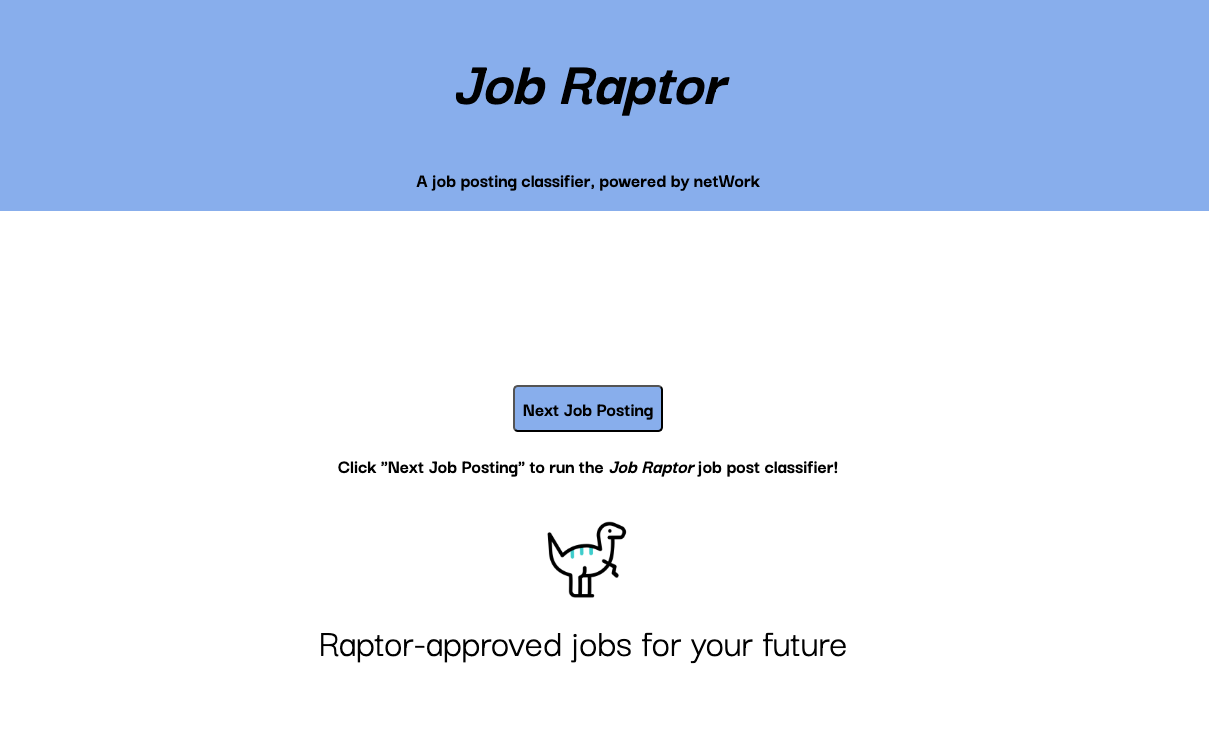 Job Raptor
A job posting classifier, powered by netWork
Next Job Posting
Click ”Next Job Posting” to run the Job Raptor job post classifier!
Raptor-approved jobs for your future